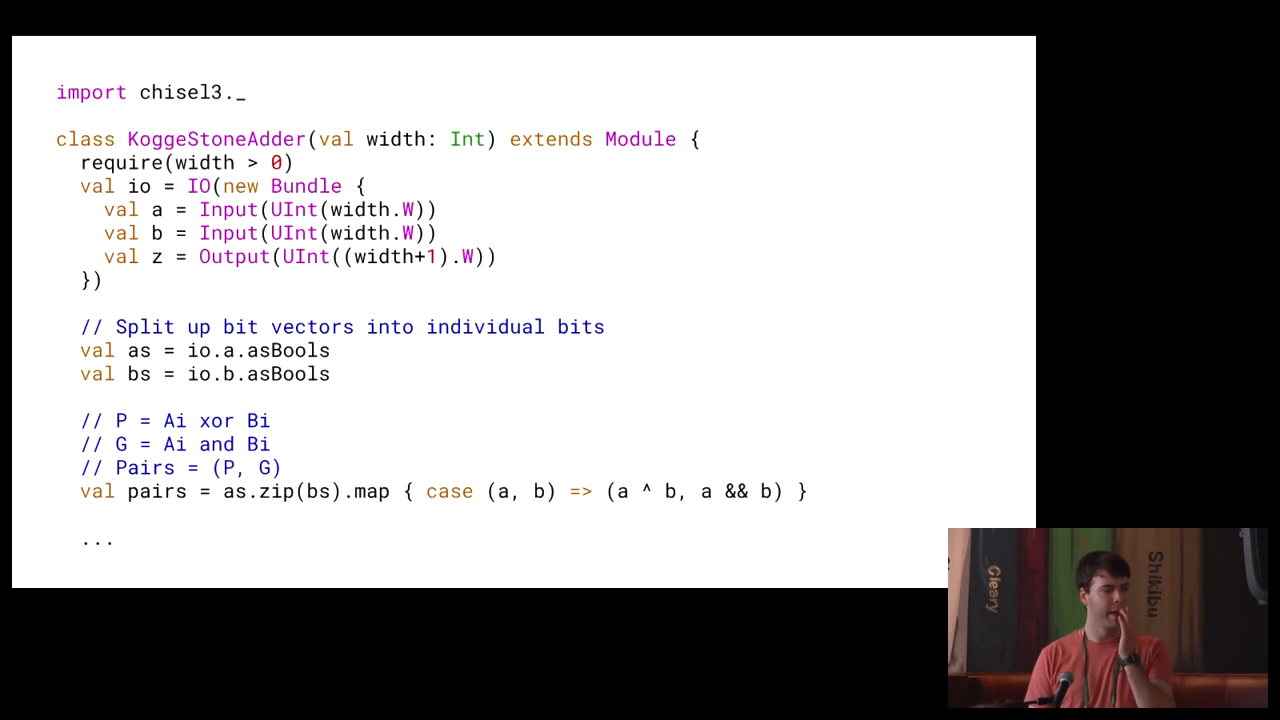 import chisel3._
class KoggeStoneAdder(val width: Int) extends Module {
  require(width > 0)
  val io = IO(new Bundle {
    val a = Input(UInt(width.W))
    val b = Input(UInt(width.W))
    val z = Output(UInt((width+1).W))
  })
  // Split up bit vectors into individual bits
  val as = io.a.asBools
  val bs = io.b.asBools
  // P = Ai xor Bi
  // G = Ai and Bi
  // Pairs = (P, G)
  val pairs = as.zip(bs).map { case (a, b) => (a ^ b, a && b) }
  ...
Cleary
Shikibu